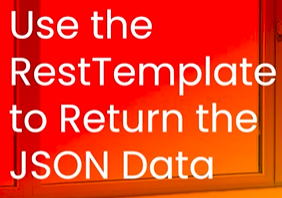 Use the
RestTemplate
to Return the
JSON Data